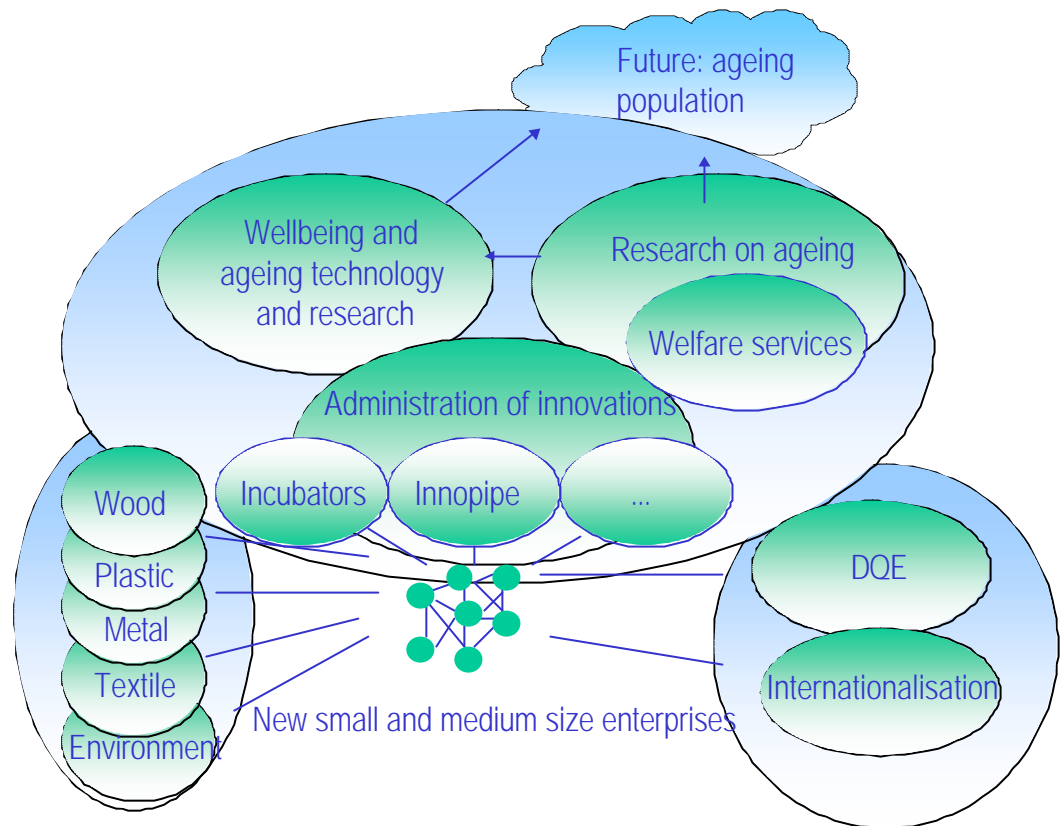 Future: ageing
population
Wellbeing and
ageing technology
and research
Research on ageing
Welfare services
Administration of innovations
Incubators
Innopipe
...
Wood
Plastic
Metal
Textile
Environment
DQE
Internationalisation
New small and medium size enterprises